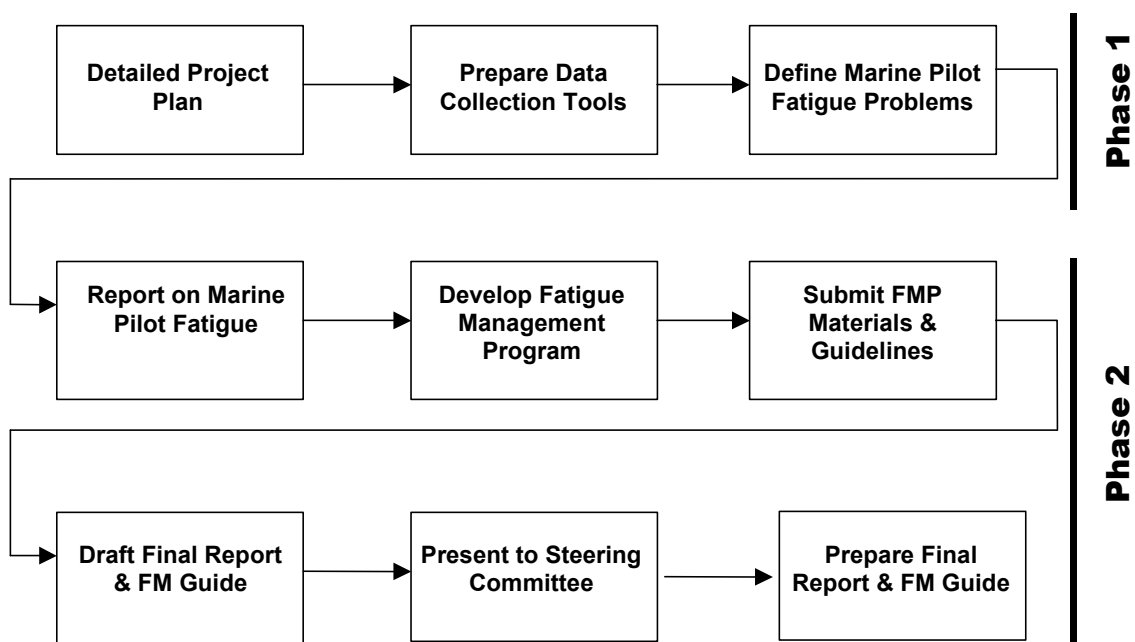 Detailed Project
Plan
Prepare Data
Collection Tools
Define Marine Pilot
Fatigue Problems
Phase 1
Report on Marine
Pilot Fatigue
Develop Fatigue
Management
Program
Submit FMP
Materials &
Guidelines
Phase 2
Draft Final Report
& FM Guide
Present to Steering
Committee
Prepare Final
Report & FM Guide